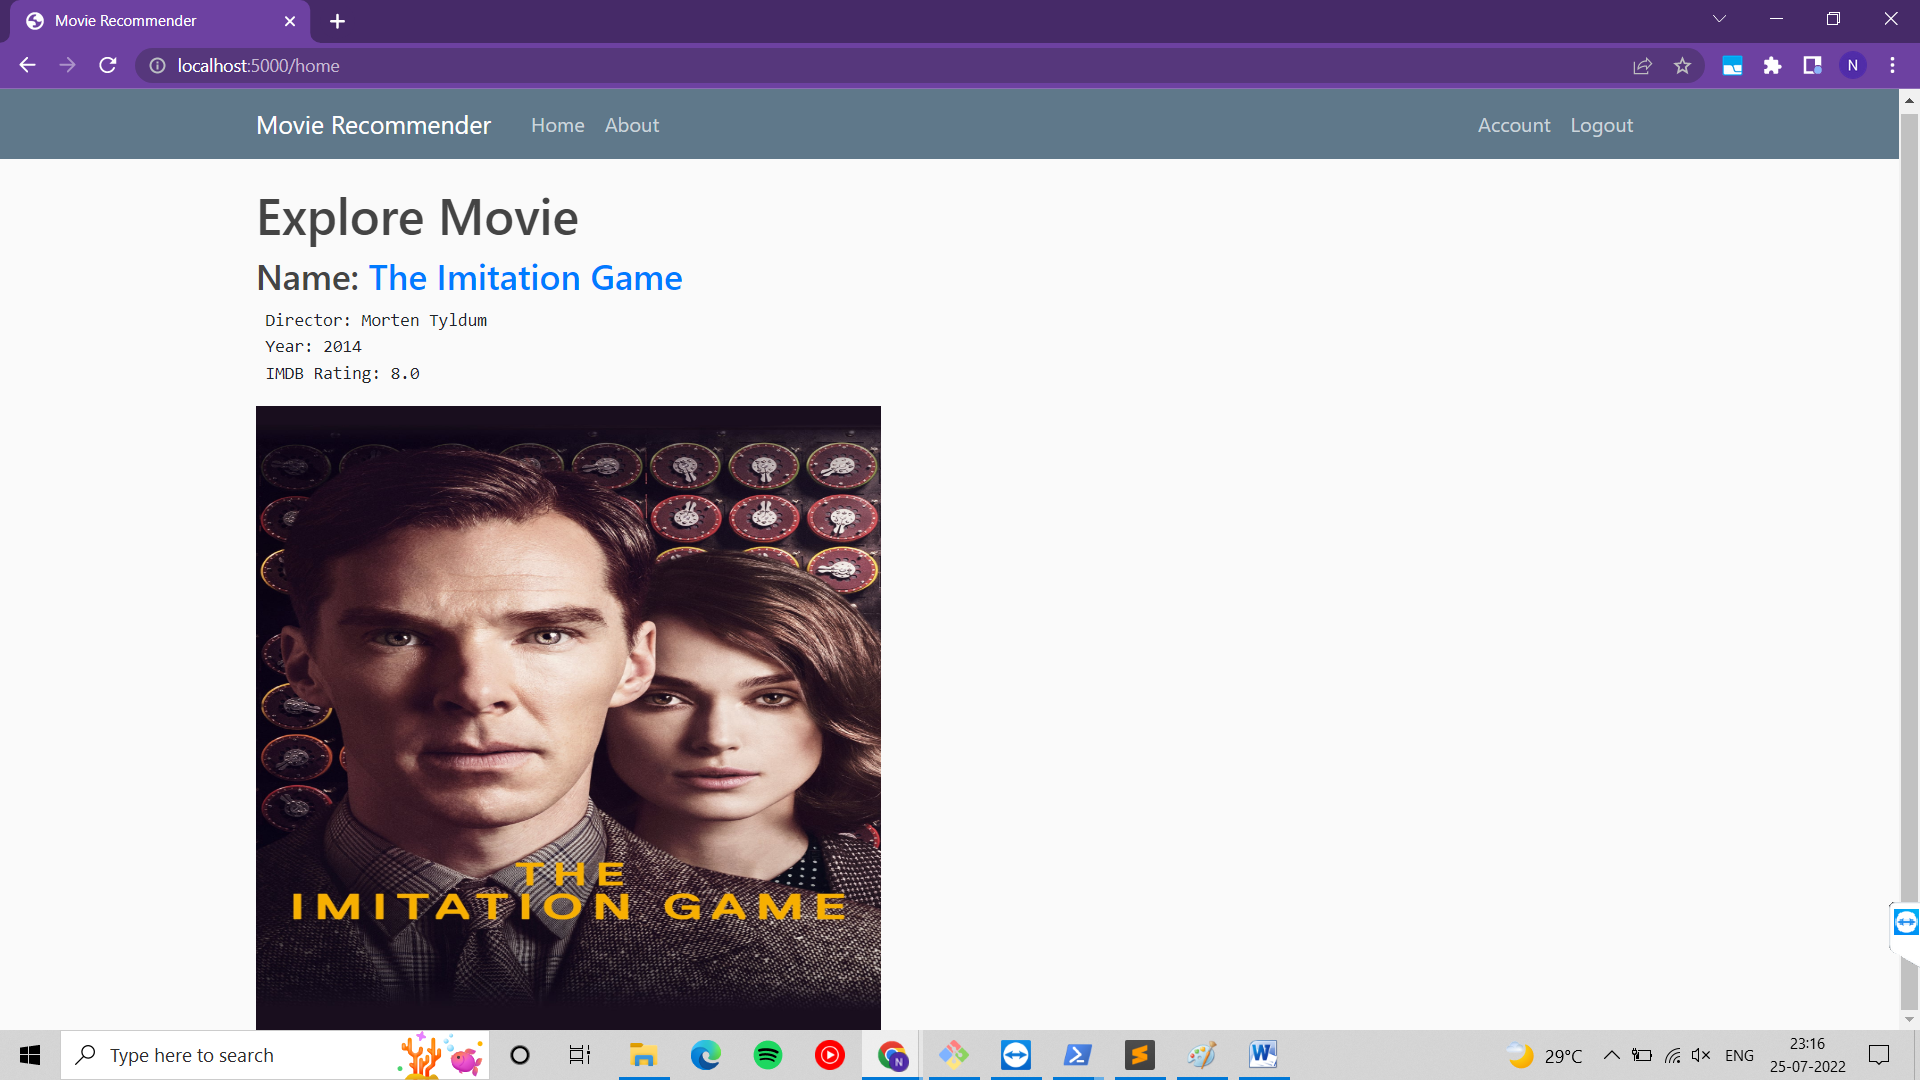 Movie Recommender
localhost:5000/home
N
Movie Recommender Home About Account Logout
Explore Movie
Name: The Imitation Game
Director: Morten Tyldum
Year: 2014
IMDB Rating: 8.0
THE
IMITATION GAME
Type here to search
N
W
29°C
ENG
23:16
25-07-2022